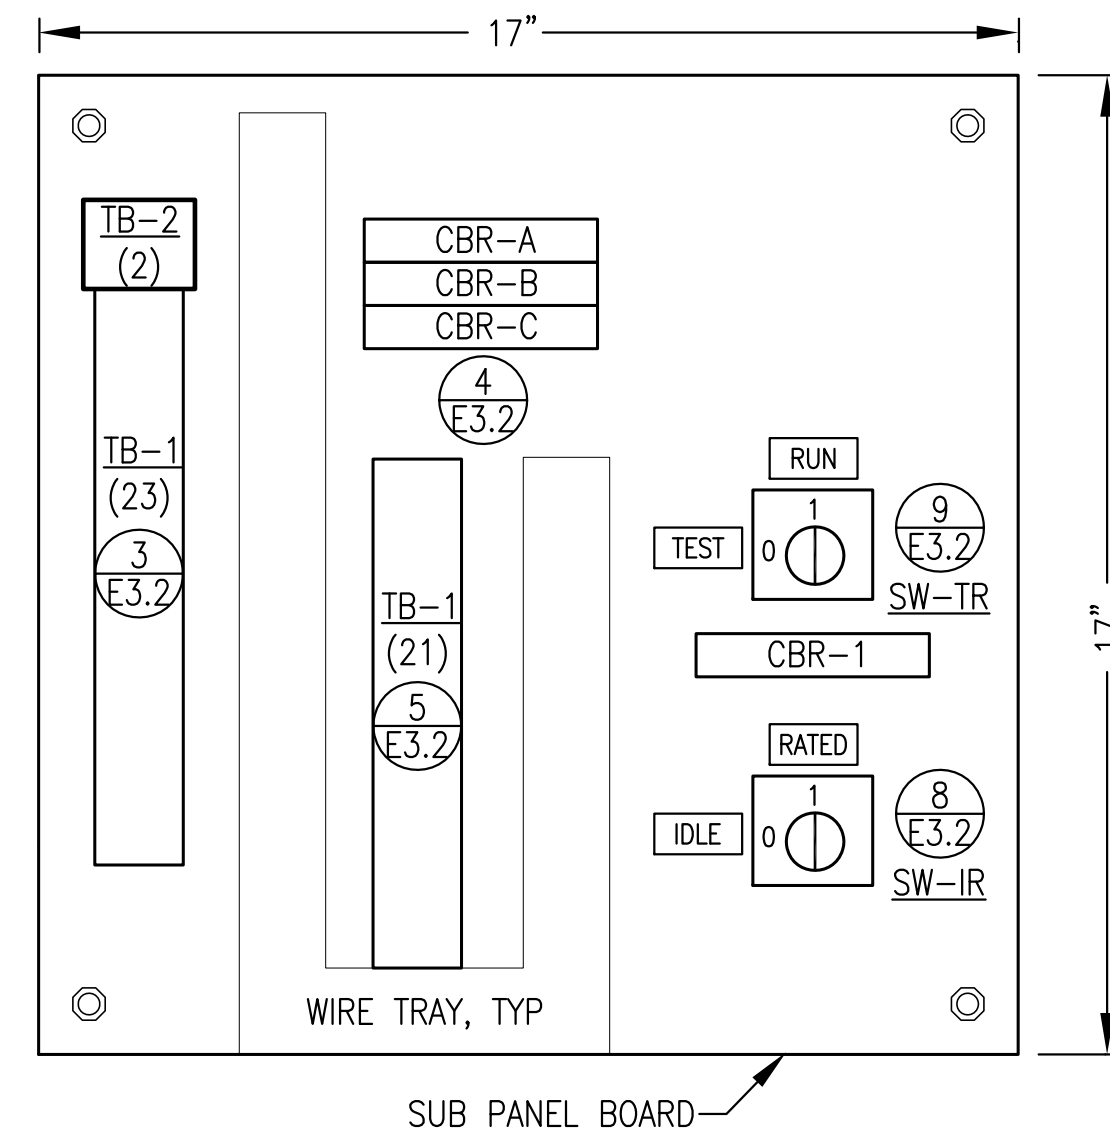 17”
TB-2
(2)
CBR-A
CBR-B
CBR-C
4
E3.2
TB-1
(23)
3
E3.2
TB-1
(21)
5
E3.2
RUN
1
TEST
0
9
E3.2
SW-TR
CBR-1
17”
RATED
1
IDLE
0
8
E3.2
SW-IR
WIRE TRAY, TYP
SUB PANEL BOARD